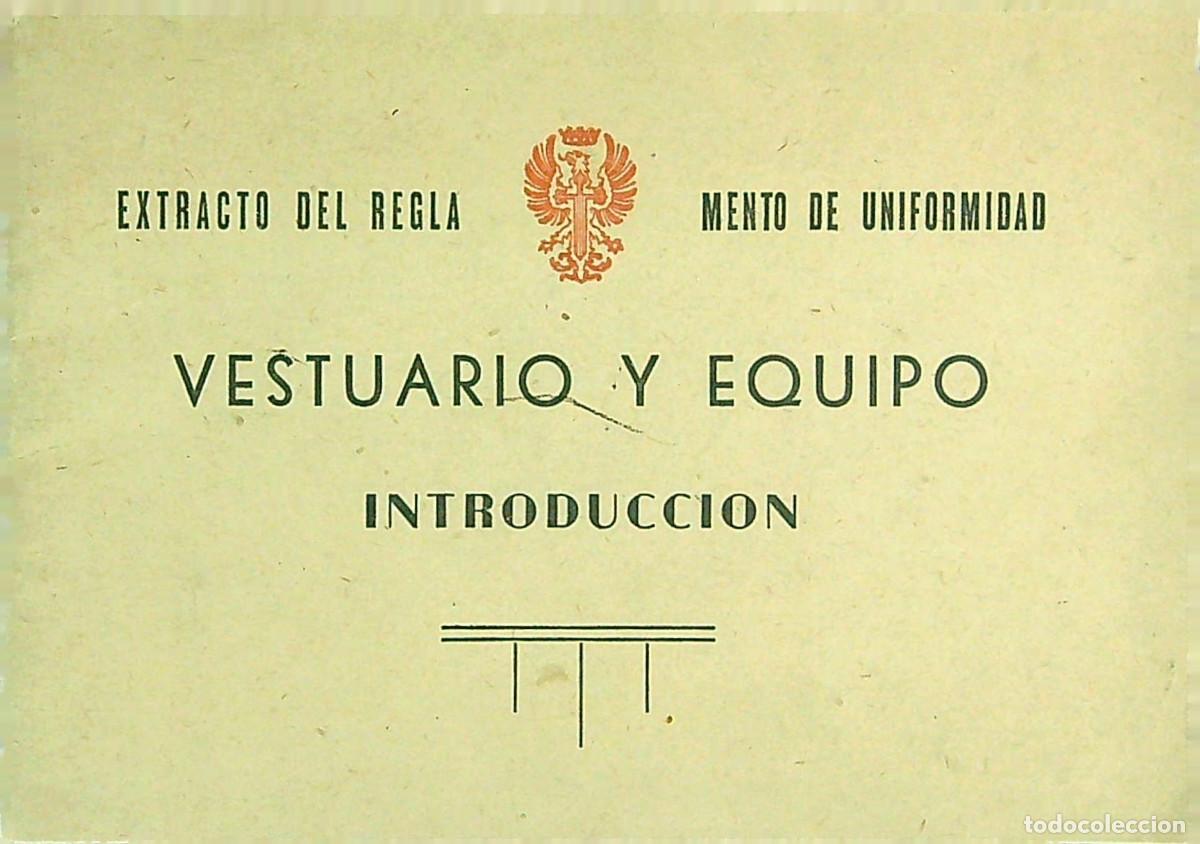 EXTRACTO DEL REGLA MENTO DE UNIFORMIDAD
VESTUARIO Y EQUIPO
INTRODUCCION
todocoleccion